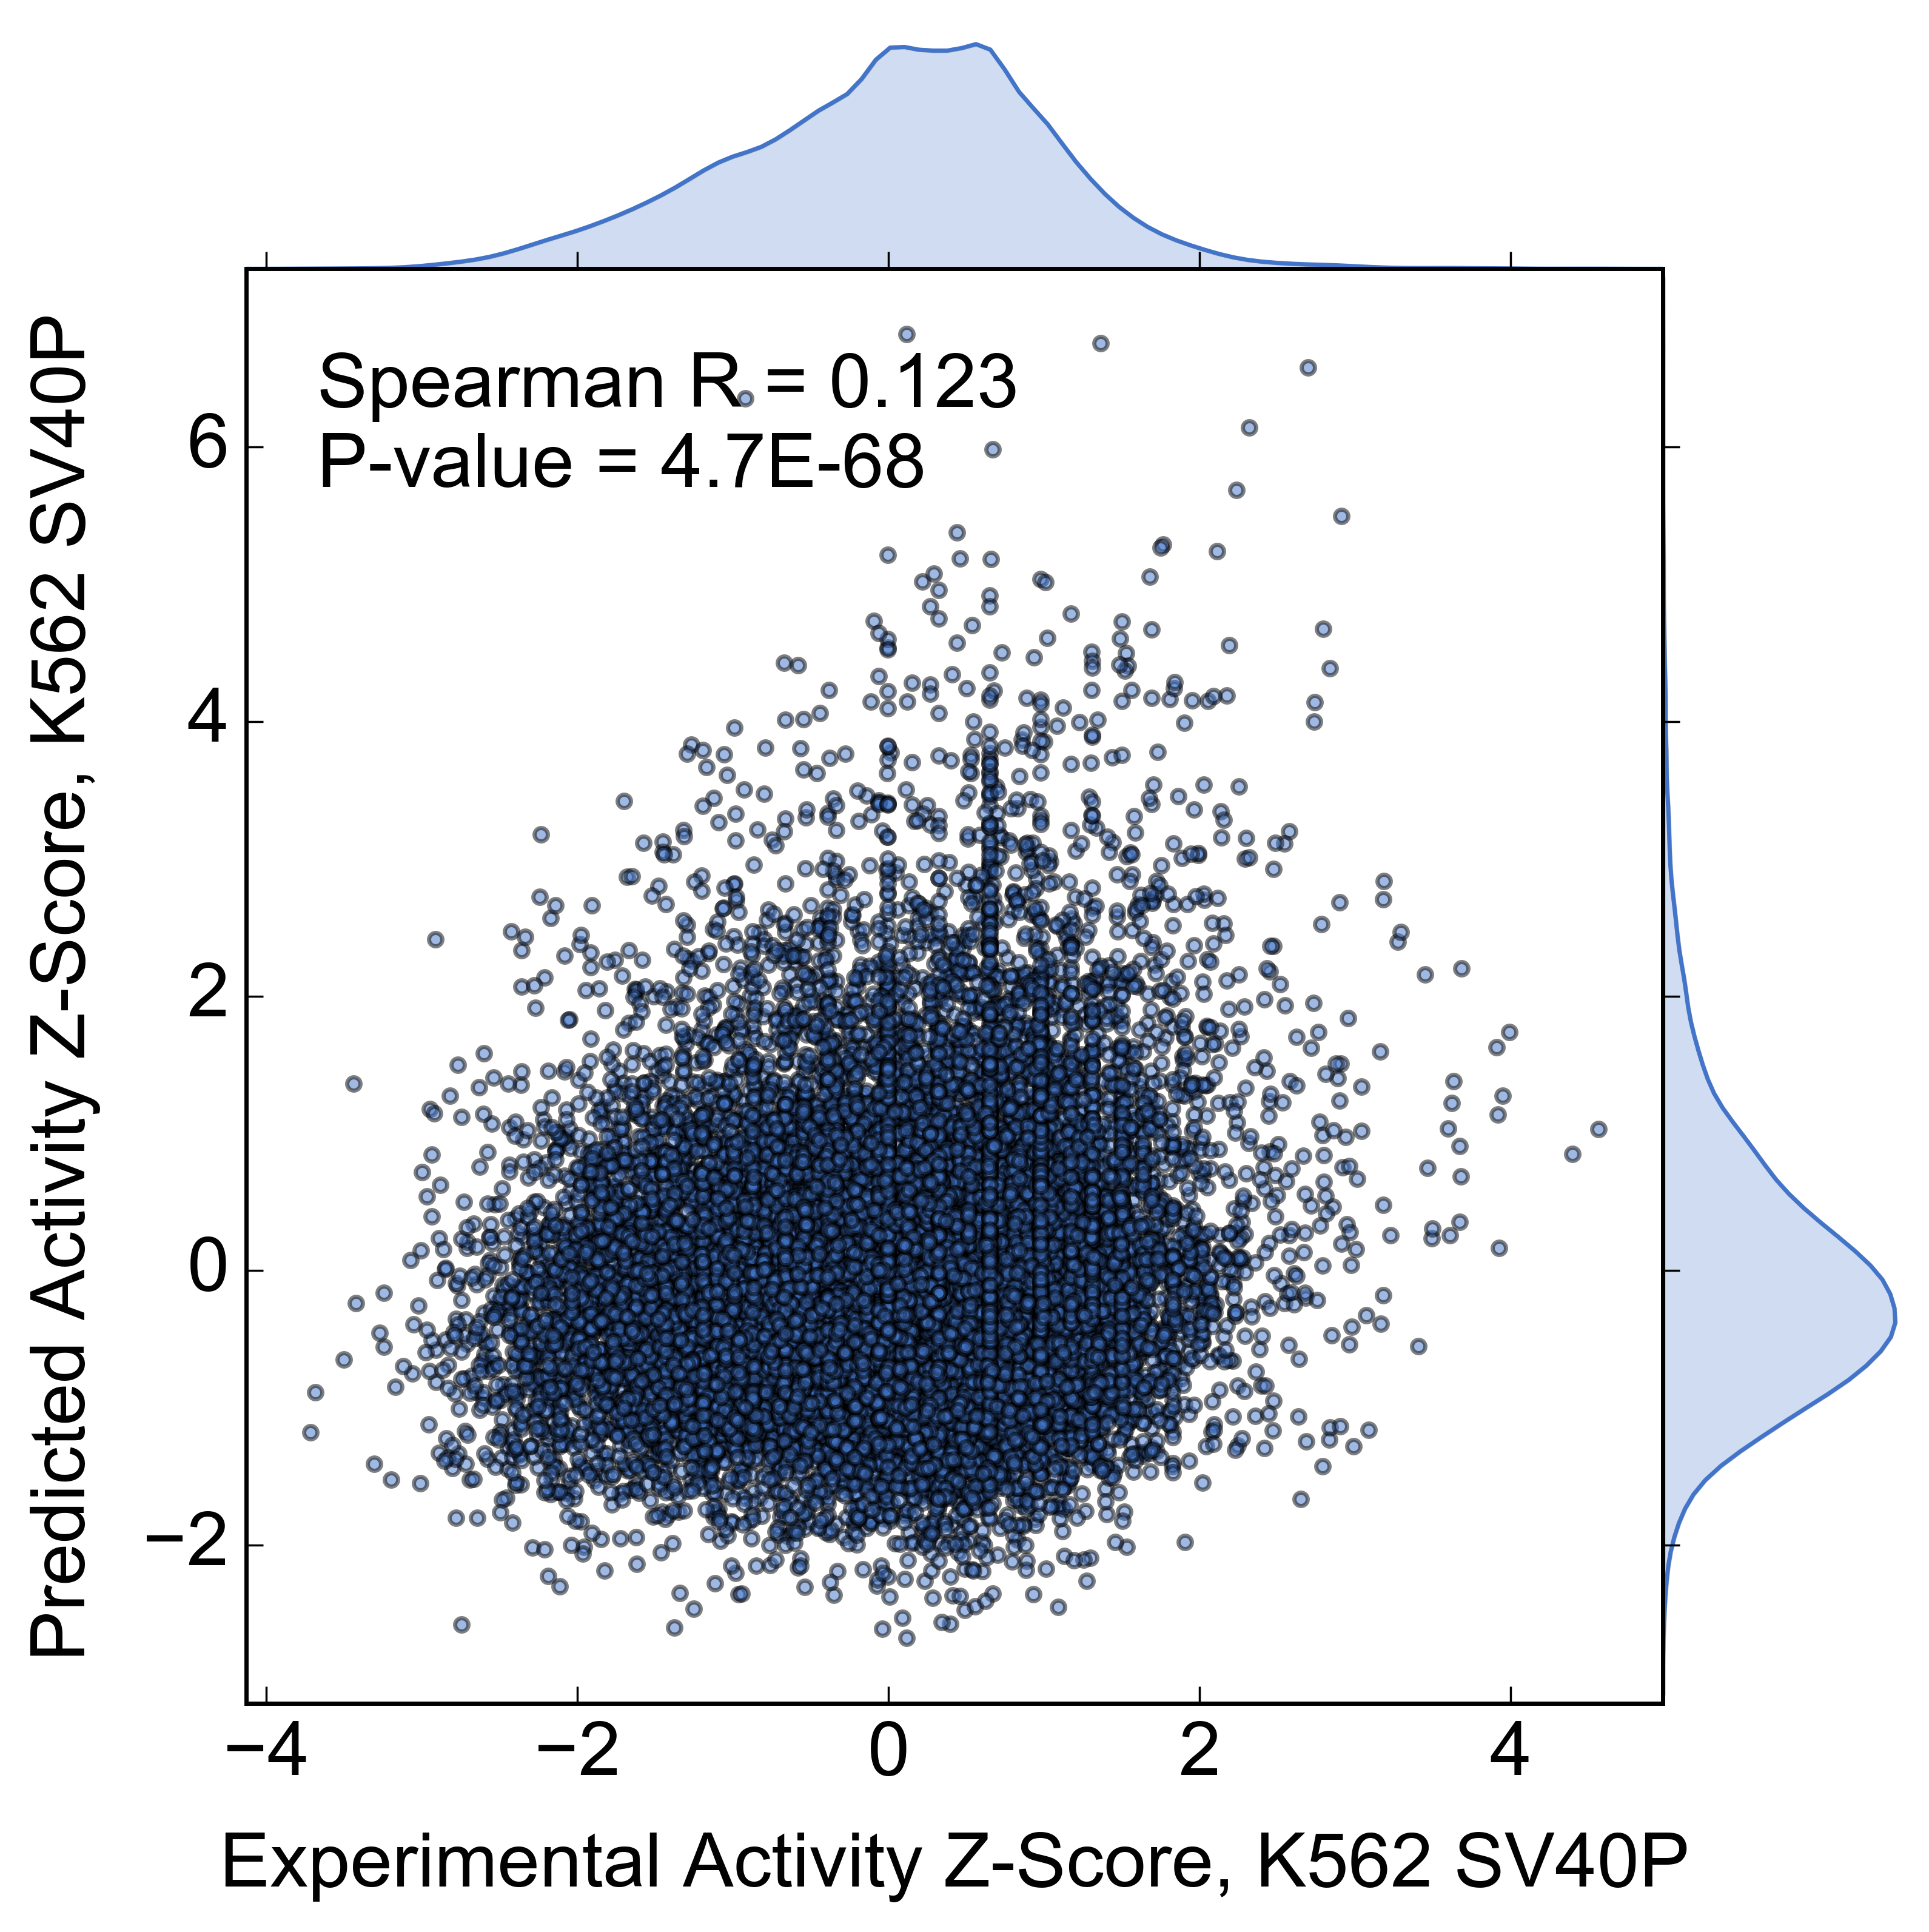 Spearman R = 0.123
P-value = 4.7E-68
Predicted Activity Z-Score, K562 SV40P
6
4
2
0
−2
−4 −2 0 2 4
Experimental Activity Z-Score, K562 SV40P